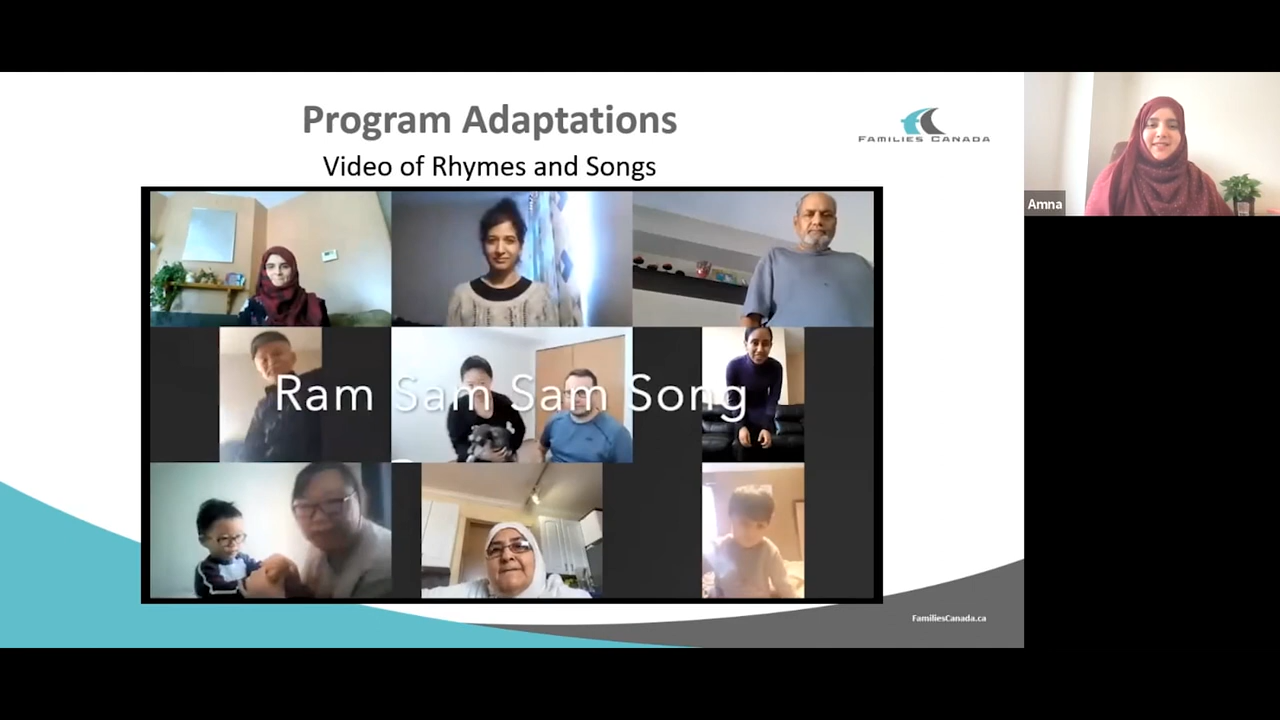 Program Adaptations
FAMILIES CANADA
Video of Rhymes and Songs
Amna
Ram Sam Sam Song
FamiliesCanada.ca